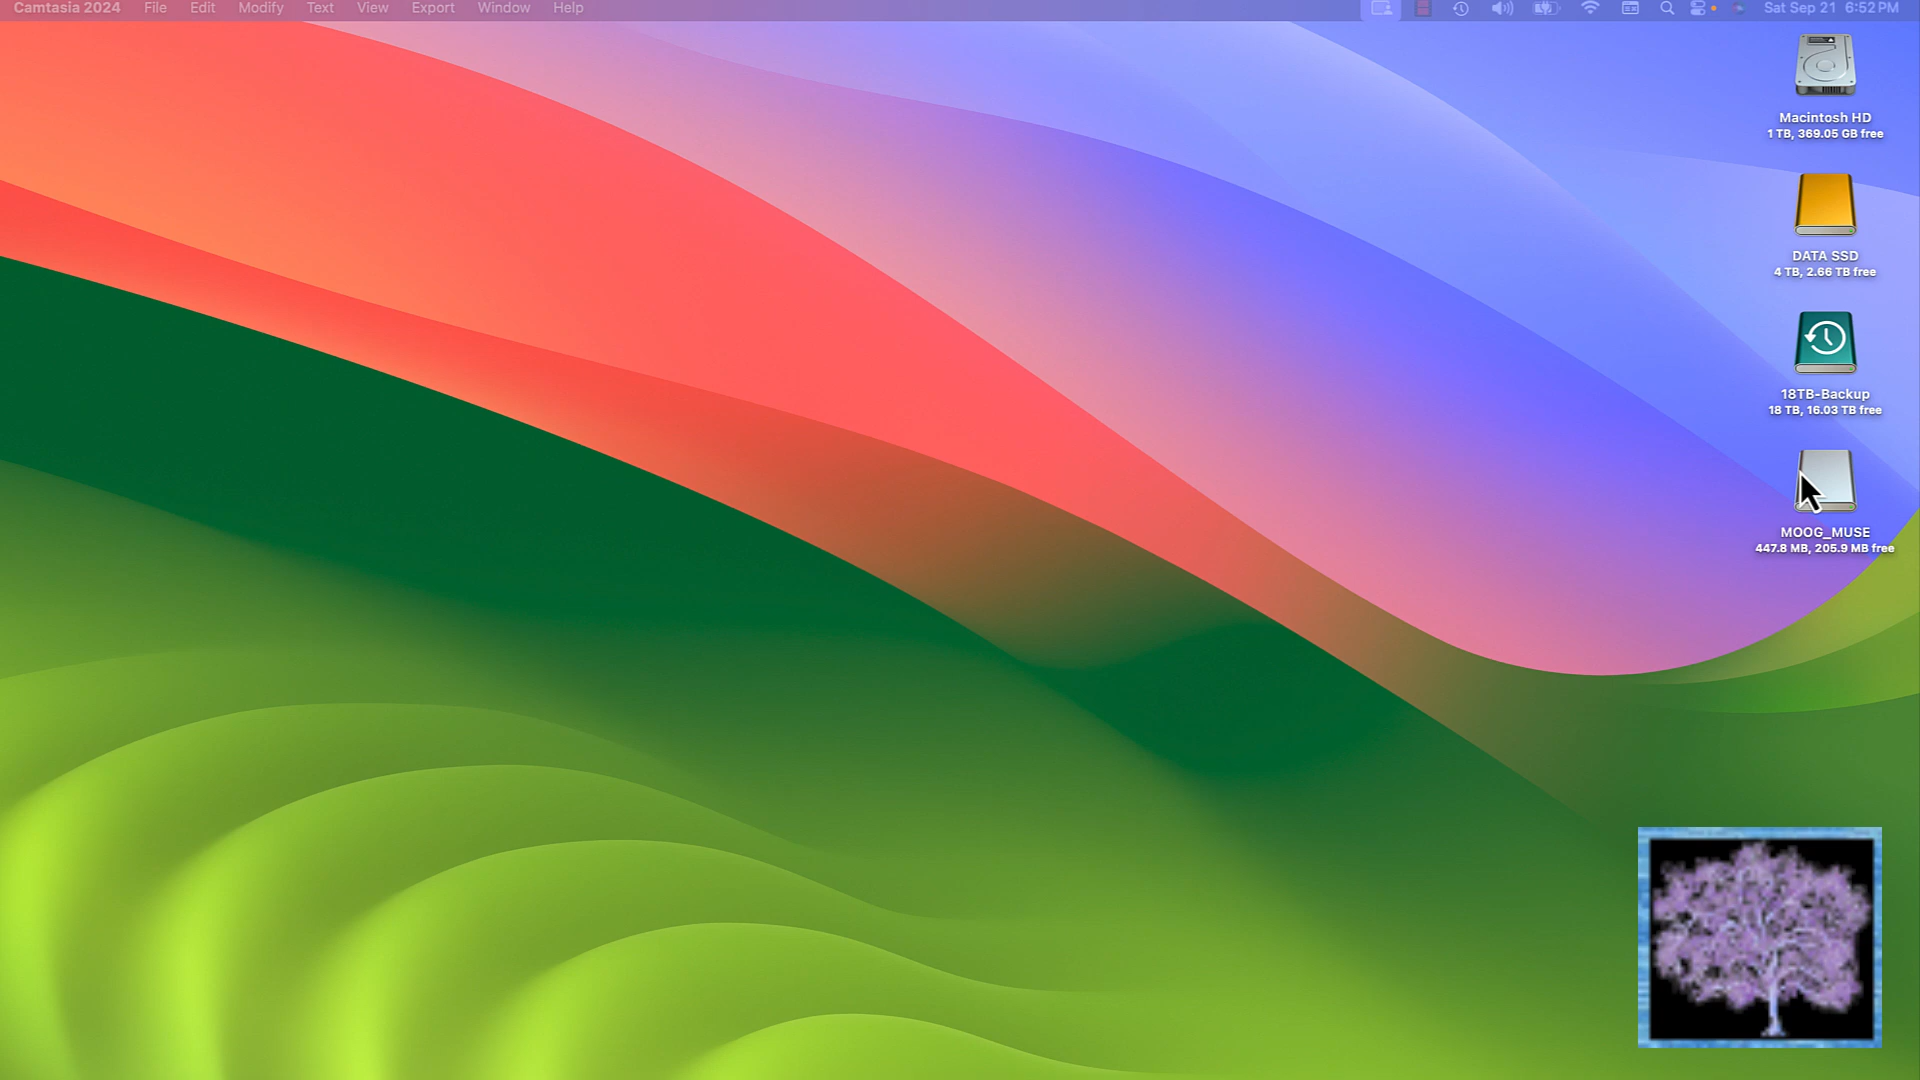 Camtasia 2024 File Edit Modify Text View Export Window Help Sat Sep 21 6:52 PM
Macintosh HD
1 TB, 369.05 GB free
DATA SSD
4 TB, 2.66 TB free
18TB-Backup
18 TB, 16.03 TB free
MOOG_MUSE
447.8 MB, 205.9 MB free